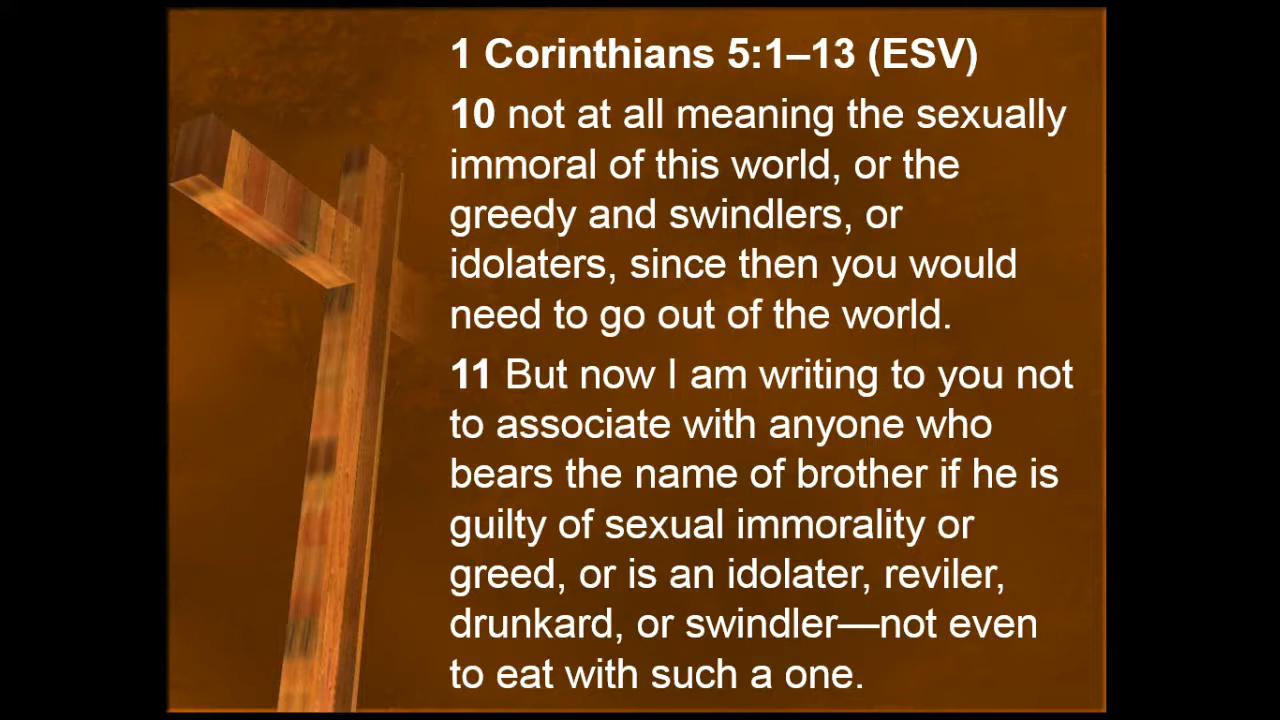 1 Corinthians 5:1–13 (ESV)
10 not at all meaning the sexually
immoral of this world, or the
greedy and swindlers, or
idolaters, since then you would
need to go out of the world.
11 But now I am writing to you not
to associate with anyone who
bears the name of brother if he is
guilty of sexual immorality or
greed, or is an idolater, reviler,
drunkard, or swindler—not even
to eat with such a one.